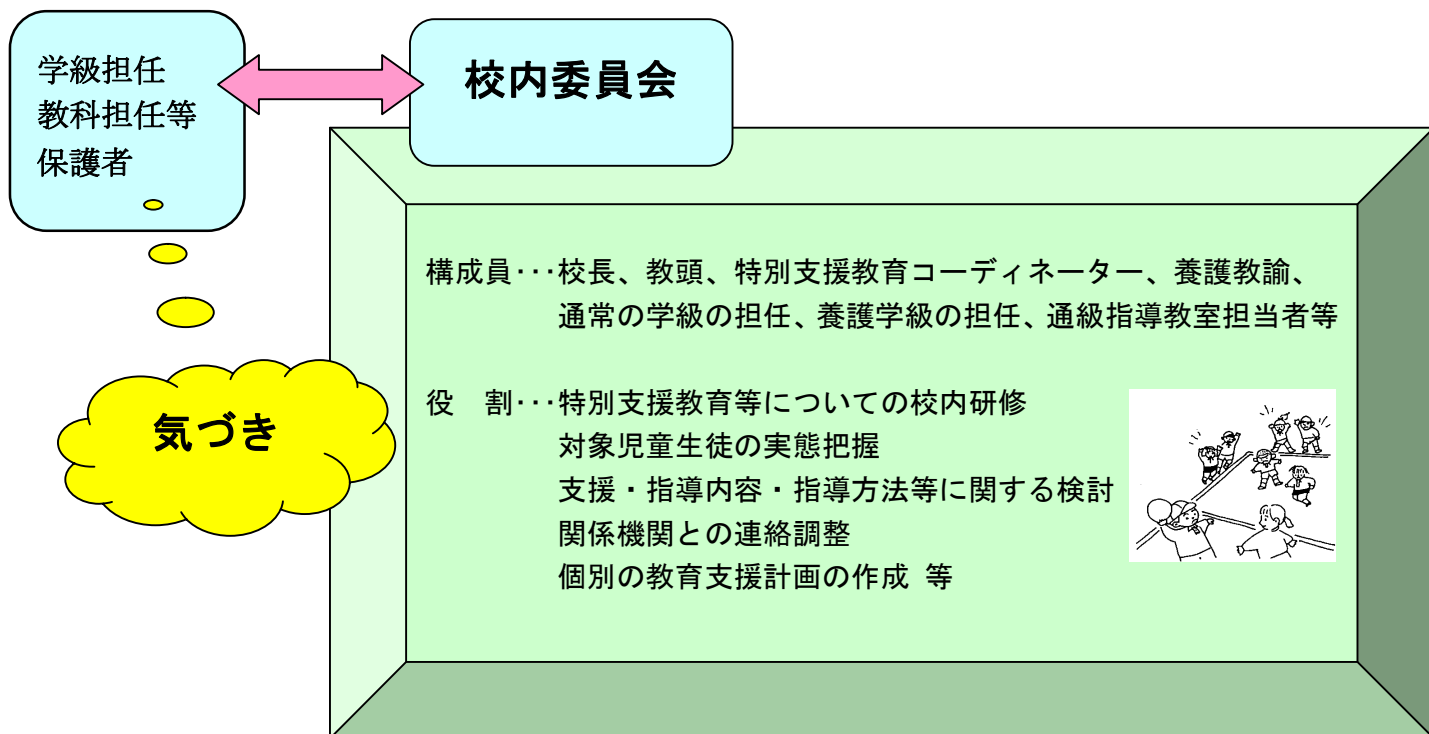 学級担任
教科担任等
保護者
校内委員会
気づき
構成員･･･校長、教頭、特別支援教育コーディネーター、養護教諭、
通常の学級の担任、養護学級の担任、通級指導教室担当者等
役　割･･･特別支援教育等についての校内研修
対象児童生徒の実態把握
支援・指導内容・指導方法等に関する検討
関係機関との連絡調整
個別の教育支援計画の作成 等